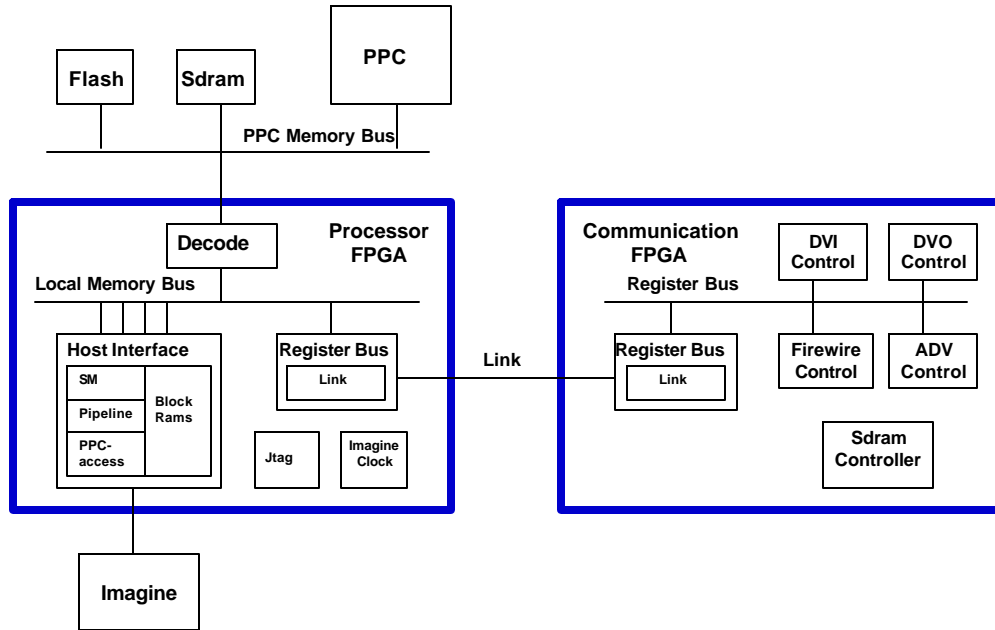 Flash
Sdram
PPC
PPC Memory Bus
Decode
Processor
FPGA
Local Memory Bus
Host Interface
SM
Pipeline
PPC-
access
Block
Rams
Register Bus
Link
Jtag
Imagine
Clock
Link
Communication
FPGA
DVI
Control
DVO
Control
Register Bus
Register Bus
Link
Firewire
Control
ADV
Control
Sdram
Controller
Imagine